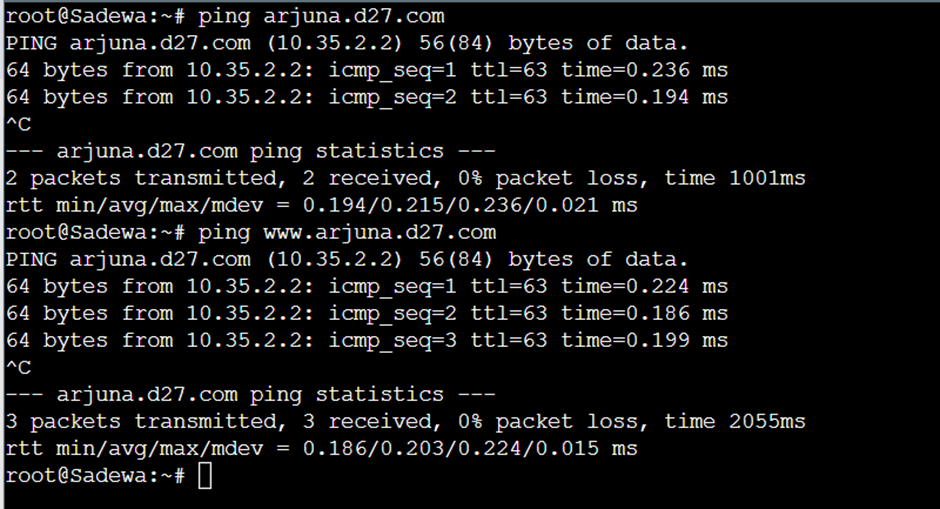 root@Sadewa:~# ping arjuna.d27.com
PING arjuna.d27.com (10.35.2.2) 56(84) bytes of data.
64 bytes from 10.35.2.2: icmp_seq=1 ttl=63 time=0.236 ms
64 bytes from 10.35.2.2: icmp_seq=2 ttl=63 time=0.194 ms
^C
--- arjuna.d27.com ping statistics ---
2 packets transmitted, 2 received, 0% packet loss, time 1001ms
rtt min/avg/max/mdev = 0.194/0.215/0.236/0.021 ms
root@Sadewa:~# ping www.arjuna.d27.com
PING arjuna.d27.com (10.35.2.2) 56(84) bytes of data.
64 bytes from 10.35.2.2: icmp_seq=1 ttl=63 time=0.224 ms
64 bytes from 10.35.2.2: icmp_seq=2 ttl=63 time=0.186 ms
64 bytes from 10.35.2.2: icmp_seq=3 ttl=63 time=0.199 ms
^C
--- arjuna.d27.com ping statistics ---
3 packets transmitted, 3 received, 0% packet loss, time 2055ms
rtt min/avg/max/mdev = 0.186/0.203/0.224/0.015 ms
root@Sadewa:~#